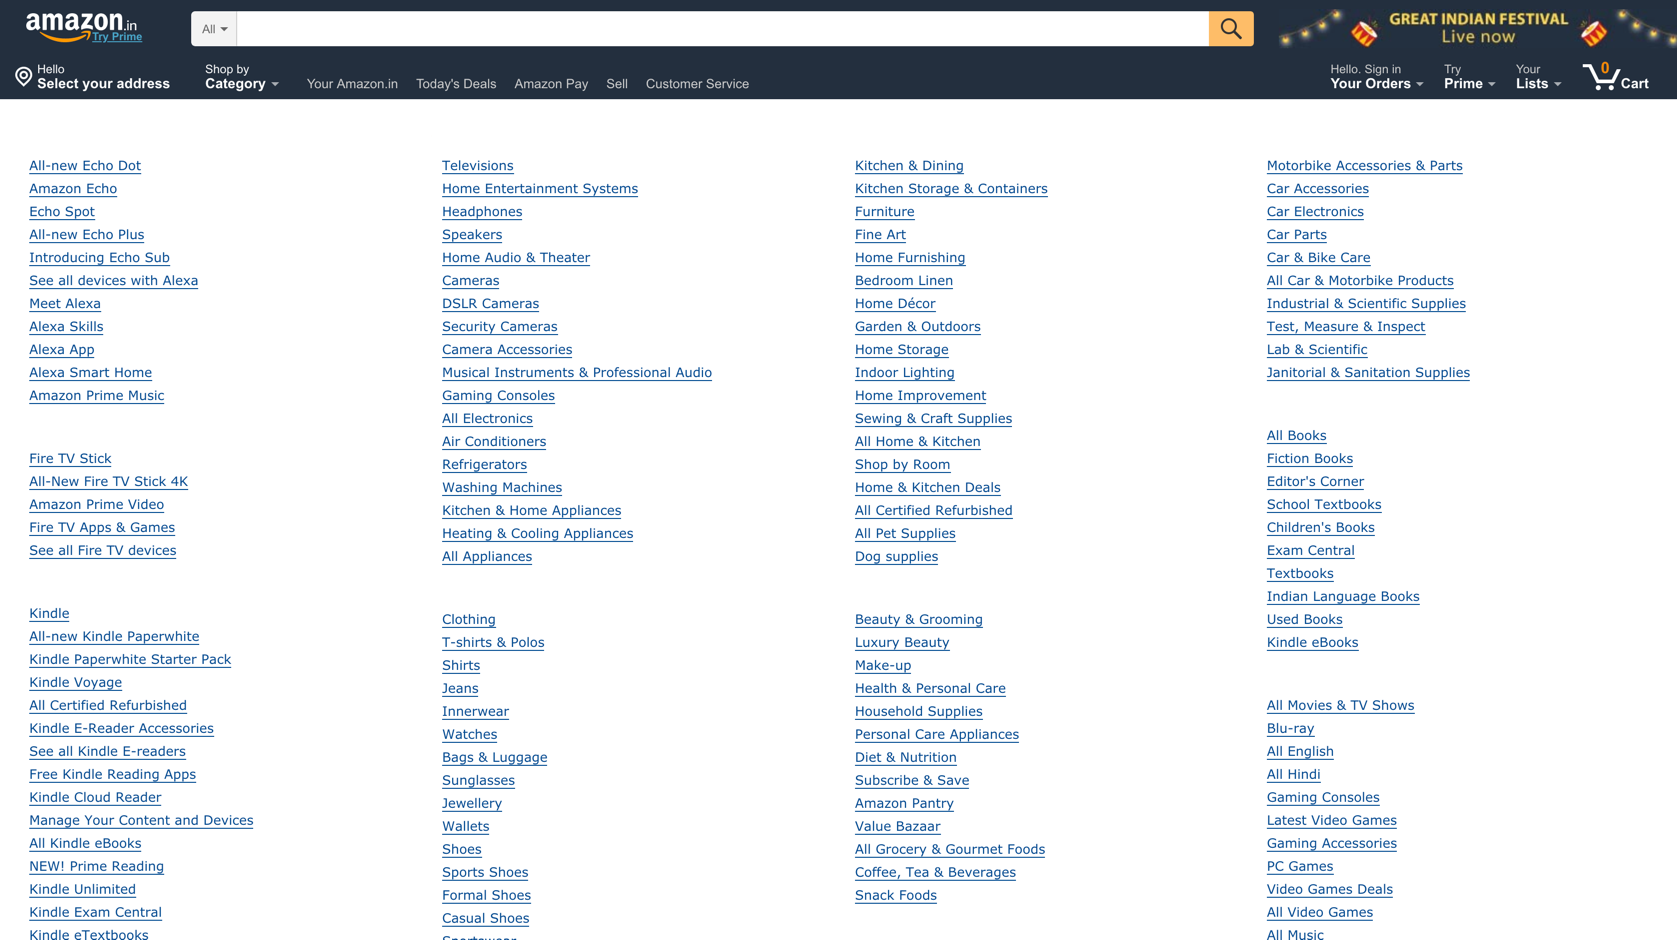 amazon.in
Try Prime
All
GREAT INDIAN FESTIVAL
Live now
Hello
Select your address
Shop by
Category
Your Amazon.in
Today's Deals
Amazon Pay
Sell
Customer Service
Hello. Sign in
Your Orders
Try
Prime
Your
Lists
0
Cart
All-new Echo Dot
Amazon Echo
Echo Spot
All-new Echo Plus
Introducing Echo Sub
See all devices with Alexa
Meet Alexa
Alexa Skills
Alexa App
Alexa Smart Home
Amazon Prime Music
Fire TV Stick
All-New Fire TV Stick 4K
Amazon Prime Video
Fire TV Apps & Games
See all Fire TV devices
Kindle
All-new Kindle Paperwhite
Kindle Paperwhite Starter Pack
Kindle Voyage
All Certified Refurbished
Kindle E-Reader Accessories
See all Kindle E-readers
Free Kindle Reading Apps
Kindle Cloud Reader
Manage Your Content and Devices
All Kindle eBooks
NEW! Prime Reading
Kindle Unlimited
Kindle Exam Central
Kindle eTextbooks
Televisions
Home Entertainment Systems
Headphones
Speakers
Home Audio & Theater
Cameras
DSLR Cameras
Security Cameras
Camera Accessories
Musical Instruments & Professional Audio
Gaming Consoles
All Electronics
Air Conditioners
Refrigerators
Washing Machines
Kitchen & Home Appliances
Heating & Cooling Appliances
All Appliances
Clothing
T-shirts & Polos
Shirts
Jeans
Innerwear
Watches
Bags & Luggage
Sunglasses
Jewellery
Wallets
Shoes
Sports Shoes
Formal Shoes
Casual Shoes
Sportswear
Kitchen & Dining
Kitchen Storage & Containers
Furniture
Fine Art
Home Furnishing
Bedroom Linen
Home Décor
Garden & Outdoors
Home Storage
Indoor Lighting
Home Improvement
Sewing & Craft Supplies
All Home & Kitchen
Shop by Room
Home & Kitchen Deals
All Certified Refurbished
All Pet Supplies
Dog supplies
Beauty & Grooming
Luxury Beauty
Make-up
Health & Personal Care
Household Supplies
Personal Care Appliances
Diet & Nutrition
Subscribe & Save
Amazon Pantry
Value Bazaar
All Grocery & Gourmet Foods
Coffee, Tea & Beverages
Snack Foods
Motorbike Accessories & Parts
Car Accessories
Car Electronics
Car Parts
Car & Bike Care
All Car & Motorbike Products
Industrial & Scientific Supplies
Test, Measure & Inspect
Lab & Scientific
Janitorial & Sanitation Supplies
All Books
Fiction Books
Editor's Corner
School Textbooks
Children's Books
Exam Central
Textbooks
Indian Language Books
Used Books
Kindle eBooks
All Movies & TV Shows
Blu-ray
All English
All Hindi
Gaming Consoles
Latest Video Games
Gaming Accessories
PC Games
Video Games Deals
All Video Games
All Music